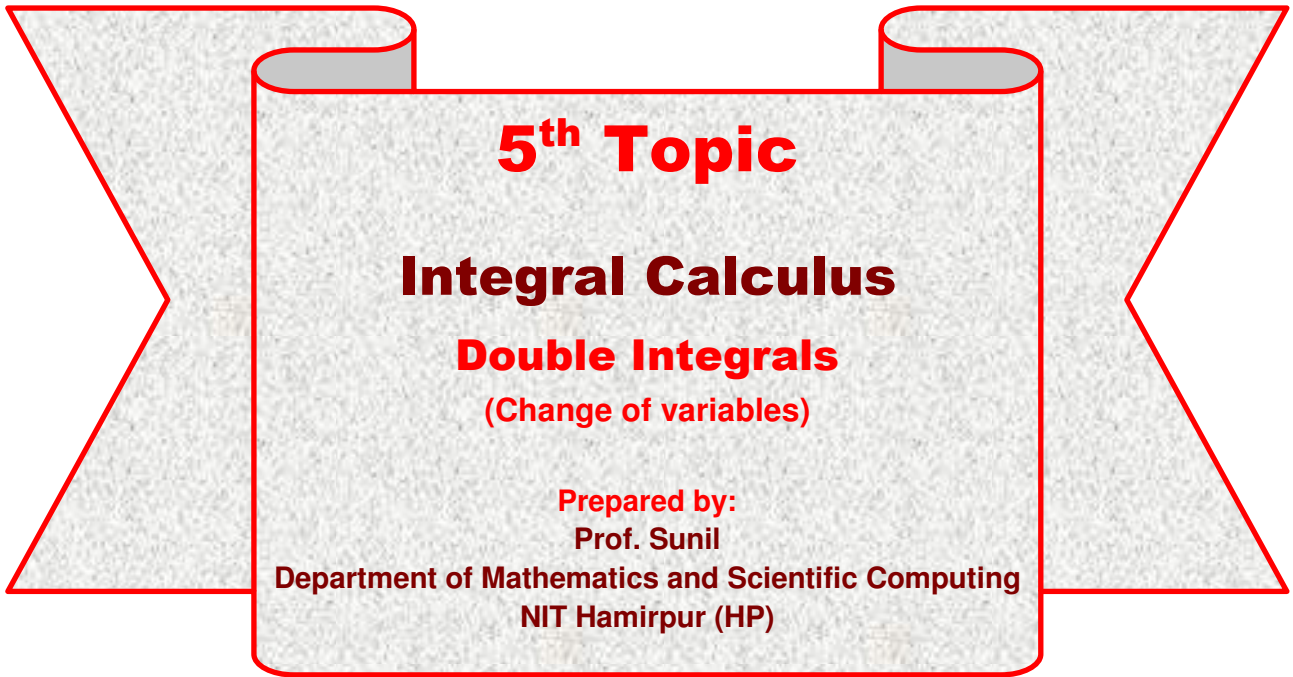 5th Topic
Integral Calculus
Double Integrals
(Change of variables)
Prepared by:
Prof. Sunil
Department of Mathematics and Scientific Computing
NIT Hamirpur (HP)